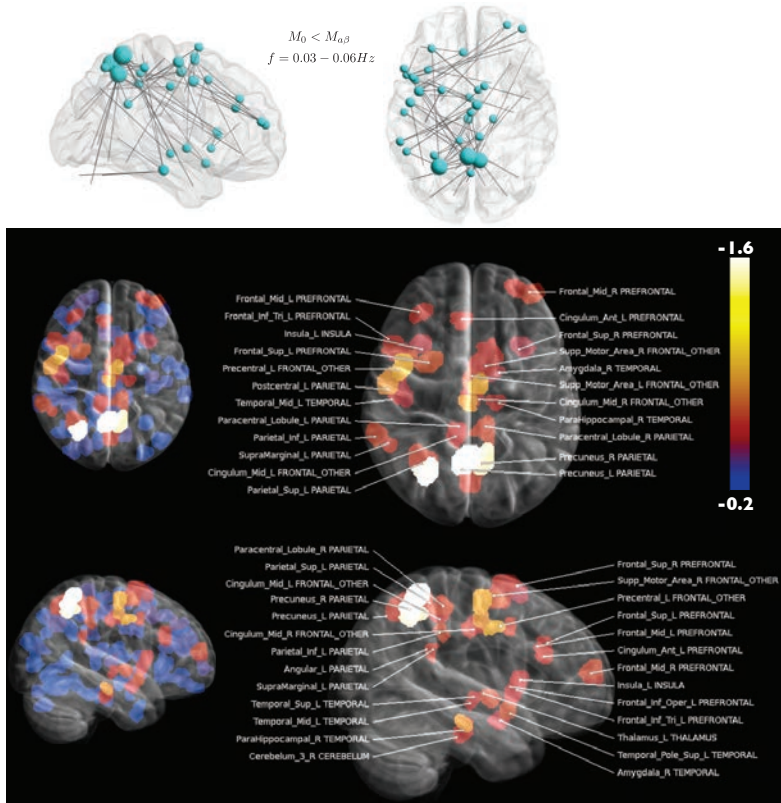 M₀ < Mₐᵦ
f = 0.03 − 0.06Hz
-1.6
-0.2
Frontal_Mid_L PREFRONTAL
Frontal_Inf_Tri_L PREFRONTAL
Insula_L INSULA
Frontal_Sup_L PREFRONTAL
Precentral_L FRONTAL_OTHER
Postcentral_L PARIETAL
Temporal_Mid_L TEMPORAL
Paracentral_Lobule_L PARIETAL
Parietal_Inf_L PARIETAL
SupraMarginal_L PARIETAL
Cingulum_Mid_L FRONTAL_OTHER
Parietal_Sup_L PARIETAL
Frontal_Mid_R PREFRONTAL
Cingulum_Ant_L PREFRONTAL
Frontal_Sup_R PREFRONTAL
Supp_Motor_Area_R FRONTAL_OTHER
Amygdala_R TEMPORAL
Supp_Motor_Area_L FRONTAL_OTHER
Cingulum_Mid_R FRONTAL_OTHER
ParaHippocampal_R TEMPORAL
Paracentral_Lobule_R PARIETAL
Precuneus_R PARIETAL
Precuneus_L PARIETAL
Paracentral_Lobule_R PARIETAL
Parietal_Sup_L PARIETAL
Cingulum_Mid_L FRONTAL_OTHER
Precuneus_R PARIETAL
Precuneus_L PARIETAL
Cingulum_Mid_R FRONTAL_OTHER
Parietal_Inf_L PARIETAL
Angular_L PARIETAL
SupraMarginal_L PARIETAL
Temporal_Sup_L TEMPORAL
Temporal_Mid_L TEMPORAL
ParaHippocampal_R TEMPORAL
Cerebelum_3_R CEREBELLUM
Frontal_Sup_R PREFRONTAL
Supp_Motor_Area_R FRONTAL_OTHER
Precentral_L FRONTAL_OTHER
Frontal_Sup_L PREFRONTAL
Frontal_Mid_L PREFRONTAL
Cingulum_Ant_L PREFRONTAL
Frontal_Mid_R PREFRONTAL
Insula_L INSULA
Frontal_Inf_Oper_L PREFRONTAL
Frontal_Inf_Tri_L PREFRONTAL
Thalamus_L THALAMUS
Temporal_Pole_Sup_L TEMPORAL
Amygdala_R TEMPORAL